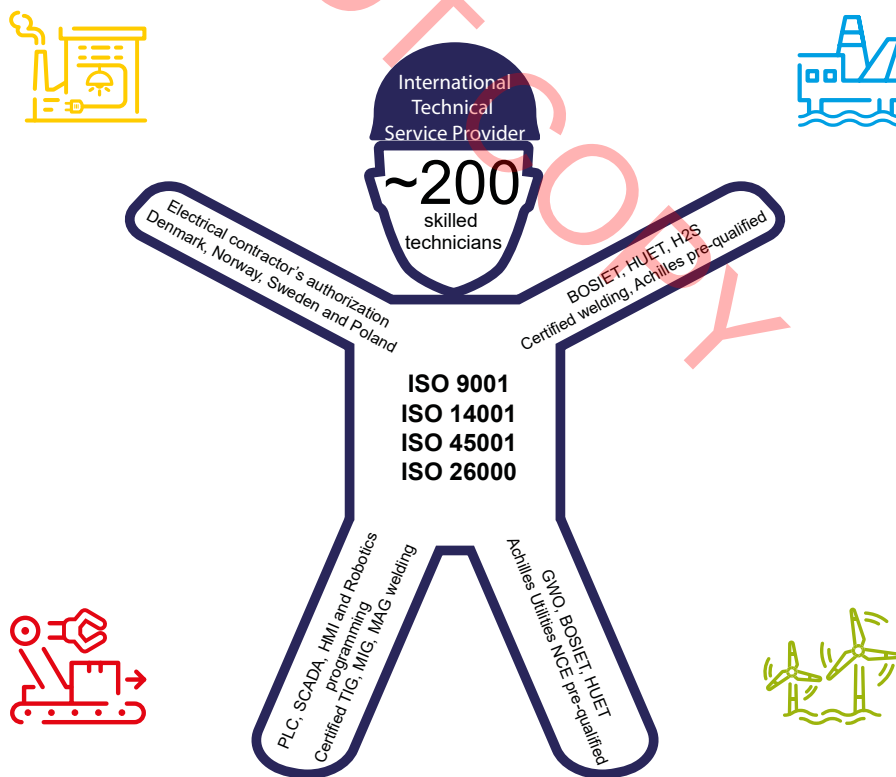 International
Technical
Service Provider
~200
skilled
technicians
Electrical contractor's authorization
Denmark, Norway, Sweden and Poland
BOSIET, HUET, H2S
Certified welding, Achilles pre-qualified
ISO 9001
ISO 14001
ISO 45001
ISO 26000
PLC, SCADA, HMI and Robotics
programming
Certified TIG, MIG, MAG welding
GWO, BOSIET, HUET
Achilles Utilities NCE pre-qualified
COPY